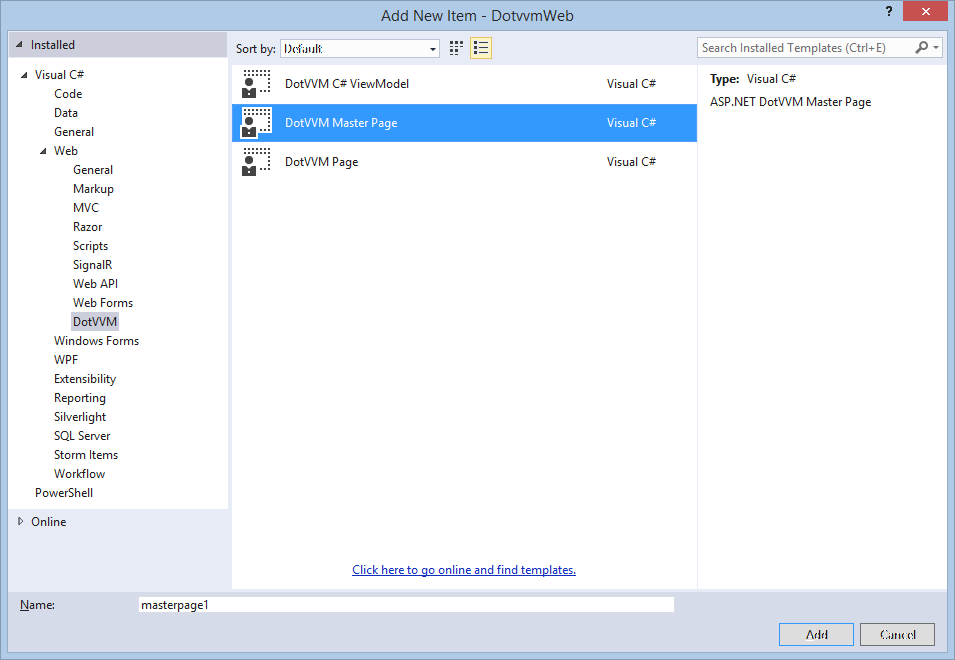 Add New Item - DotvvmWeb
?
Installed
Sort by: Default
Search Installed Templates (Ctrl+E)
Visual C#
Code
Data
General
Web
General
Markup
MVC
Razor
Scripts
SignalR
Web API
Web Forms
DotVVM
Windows Forms
WPF
Extensibility
Reporting
Silverlight
SQL Server
Storm Items
Workflow
PowerShell
Online
DotVVM C# ViewModel Visual C#
DotVVM Master Page Visual C#
DotVVM Page Visual C#
Click here to go online and find templates.
Type: Visual C#
ASP.NET DotVVM Master Page
Name: masterpage1
Add Cancel